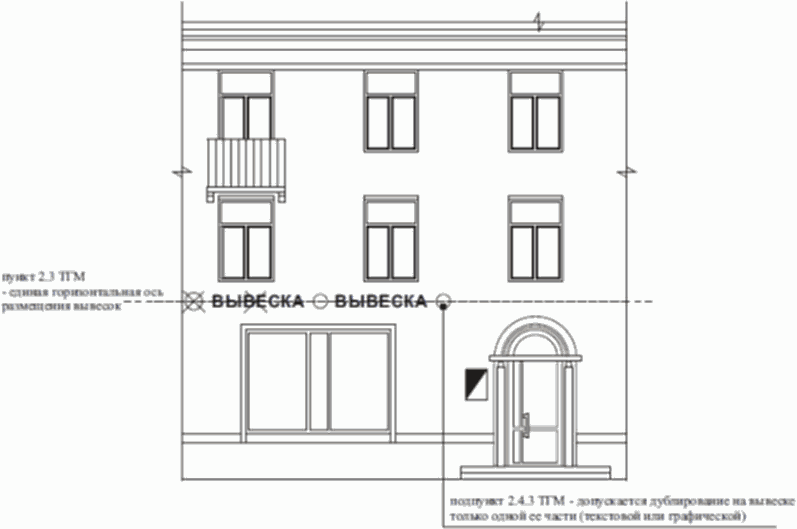 пункт 2.3 ТГМ
- единая горизонтальная ось
размещения вывесок
ВЫВЕСКА ВЫВЕСКА
подпункт 2.4.3 ТГМ - допускается дублирование на вывеске
только одной ее части (текстовой или графической)